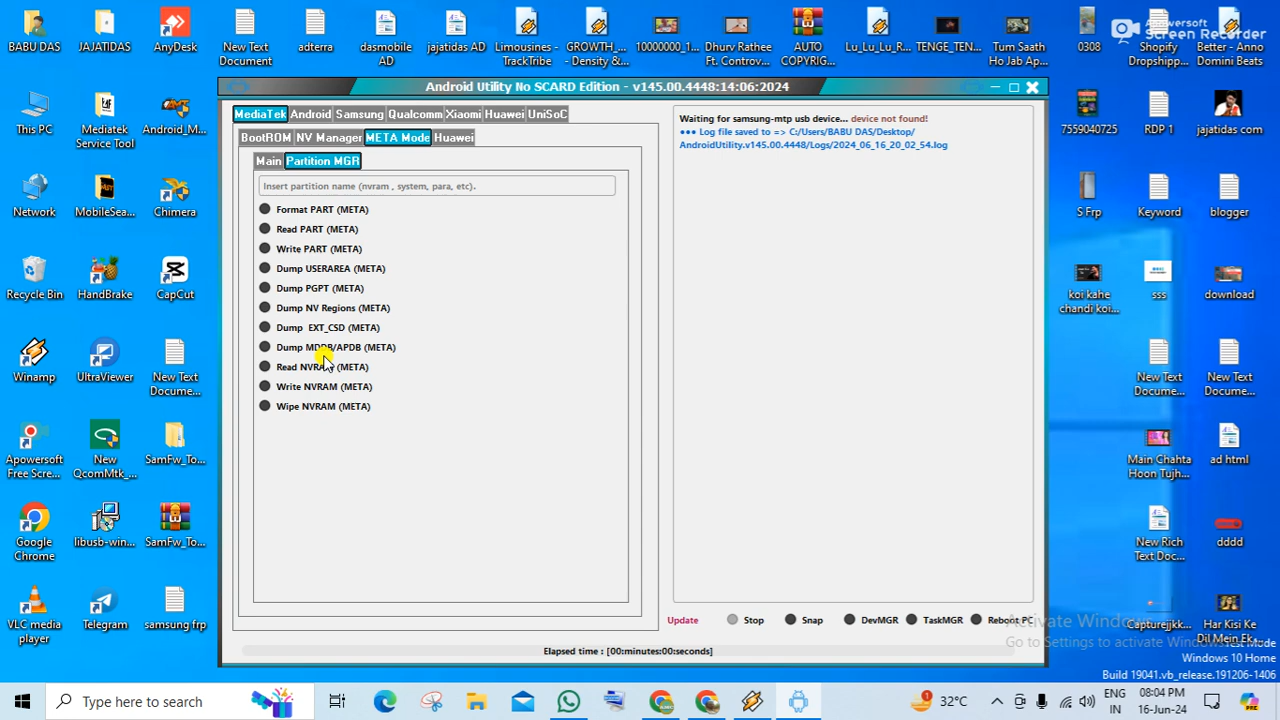 BABU DAS
JAJATIDAS
AnyDesk
New Text
Document
adterra
dasmobile
AD
jajatidas AD
Limousines -
TrackTribe
GROWTH_...
- Density &...
10000000_1...
Dhurv Rathee
Ft. Controv...
AUTO
COPYRIG...
Lu_Lu_Lu_R...
TENGE_TEN...
Tum Saath
Ho Jab Ap...
0308
Shopify
Dropshipp...
Better - Anno
Domini Beats
Apowersoft
Screen Recorder
Android Utility No SCARD Edition - v145.00.4448:14:06:2024
MediaTek Android Samsung Qualcomm Xiaomi Huawei UniSoC
BootROM NV Manager META Mode Huawei
Main Partition MGR
Insert partition name (nvram , system, para, etc).
Format PART (META)
Read PART (META)
Write PART (META)
Dump USERAREA (META)
Dump PGPT (META)
Dump NV Regions (META)
Dump EXT_CSD (META)
Dump MDDB/APDB (META)
Read NVRAM (META)
Write NVRAM (META)
Wipe NVRAM (META)
Waiting for samsung-mtp usb device... device not found!
••• Log file saved to => C:/Users/BABU DAS/Desktop/
AndroidUtility.v145.00.4448/Logs/2024_06_16_20_02_54.log
Update Stop Snap DevMGR TaskMGR Reboot PC
Elapsed time : [00:minutes:00:seconds]
This PC
Mediatek
Service Tool
Android_M...
Network
MobileSea...
Chimera
Recycle Bin
HandBrake
CapCut
Winamp
UltraViewer
New Text
Docume...
Apowersoft
Free Scre...
New
QcomMtk_...
SamFw_To...
Google
Chrome
libusb-win...
SamFw_To...
VLC media
player
Telegram
samsung frp
7559040725
RDP 1
jajatidas com
S Frp
Keyword
blogger
koi kahe
chandi koi...
sss
download
New Text
Docume...
New Text
Docume...
Main Chahta
Hoon Tujh...
ad html
New Rich
Text Doc...
dddd
Capturejjkk...
Har Kisi Ke
Dil Mein Ek...
Activate Windows
Go to Settings to activate Windows.
Test Mode
Windows 10 Home
Build 19041.vb_release.191206-1406
Type here to search
1
32°C
ENG
IN
08:04 PM
16-Jun-24
PRE